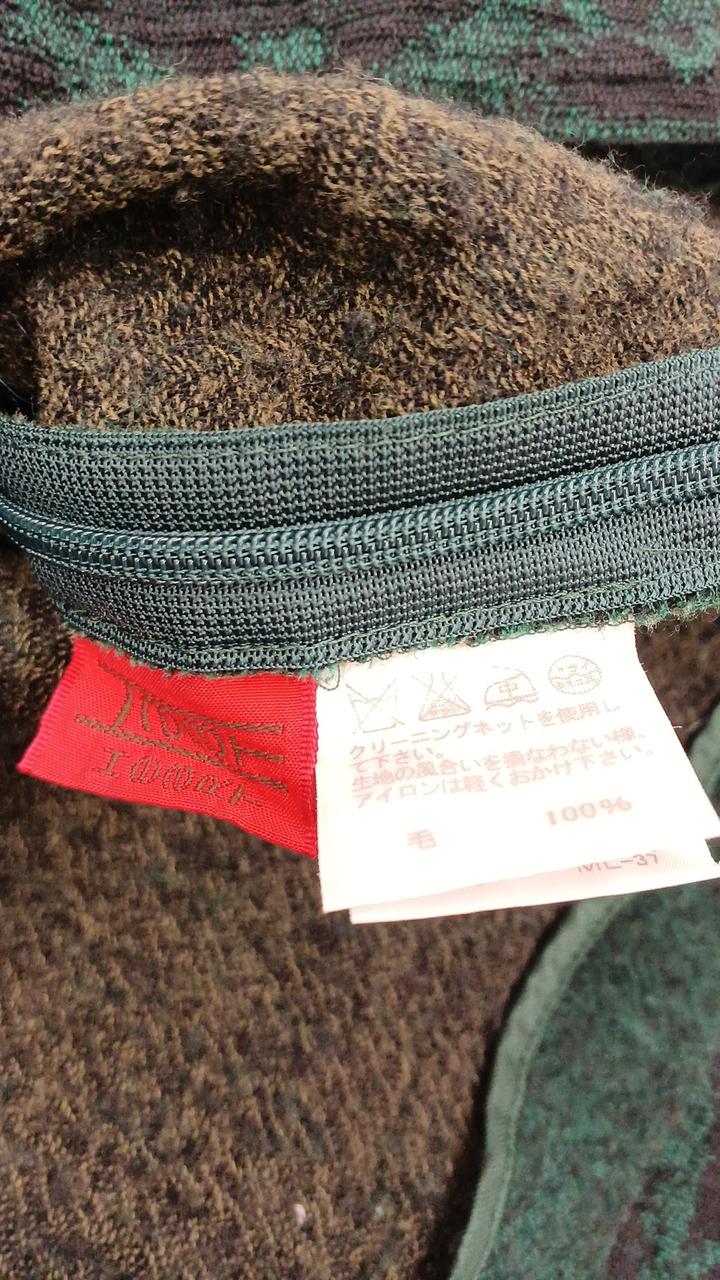 クリーニングネットを使用し
て下さい。
生地の風合いを損なわない様、
アイロンは軽くおかけ下さい。
毛 100%
ML-37